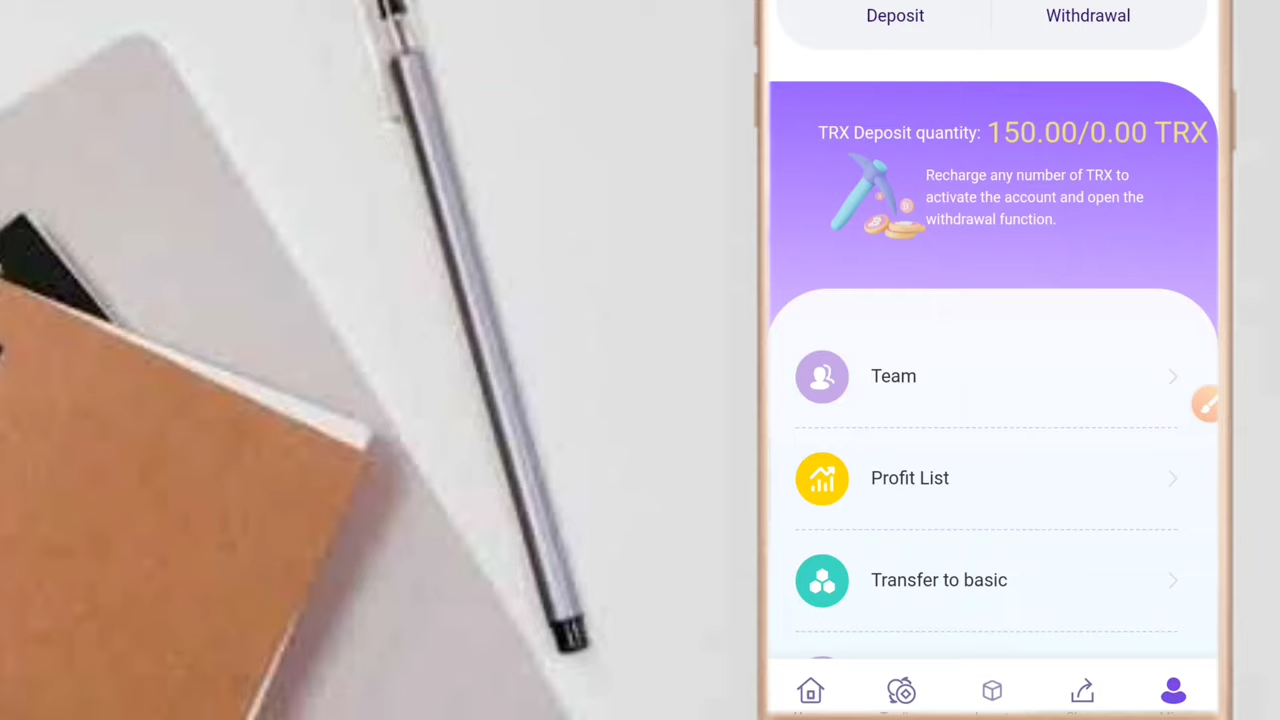 Deposit
Withdrawal
TRX Deposit quantity: 150.00/0.00 TRX
Recharge any number of TRX to
activate the account and open the
withdrawal function.
Team
Profit List
Transfer to basic